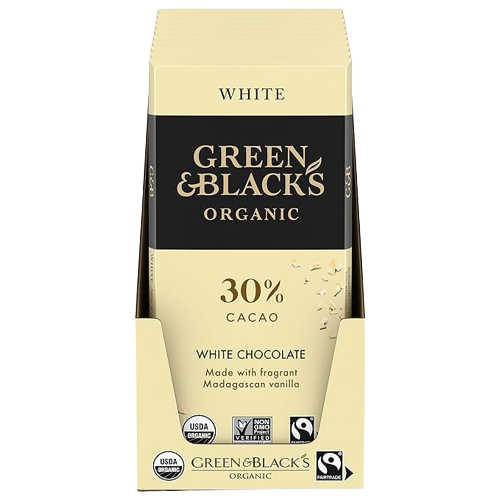 WHITE
GREEN
&BLACK'S
ORGANIC
30%
CACAO
WHITE CHOCOLATE
Made with fragrant
Madagascan vanilla
USDA
ORGANIC
NON
GMO
Project
VERIFIED
FAIRTRADE
USDA
ORGANIC
GREEN&BLACK'S
ORGANIC
FAIRTRADE